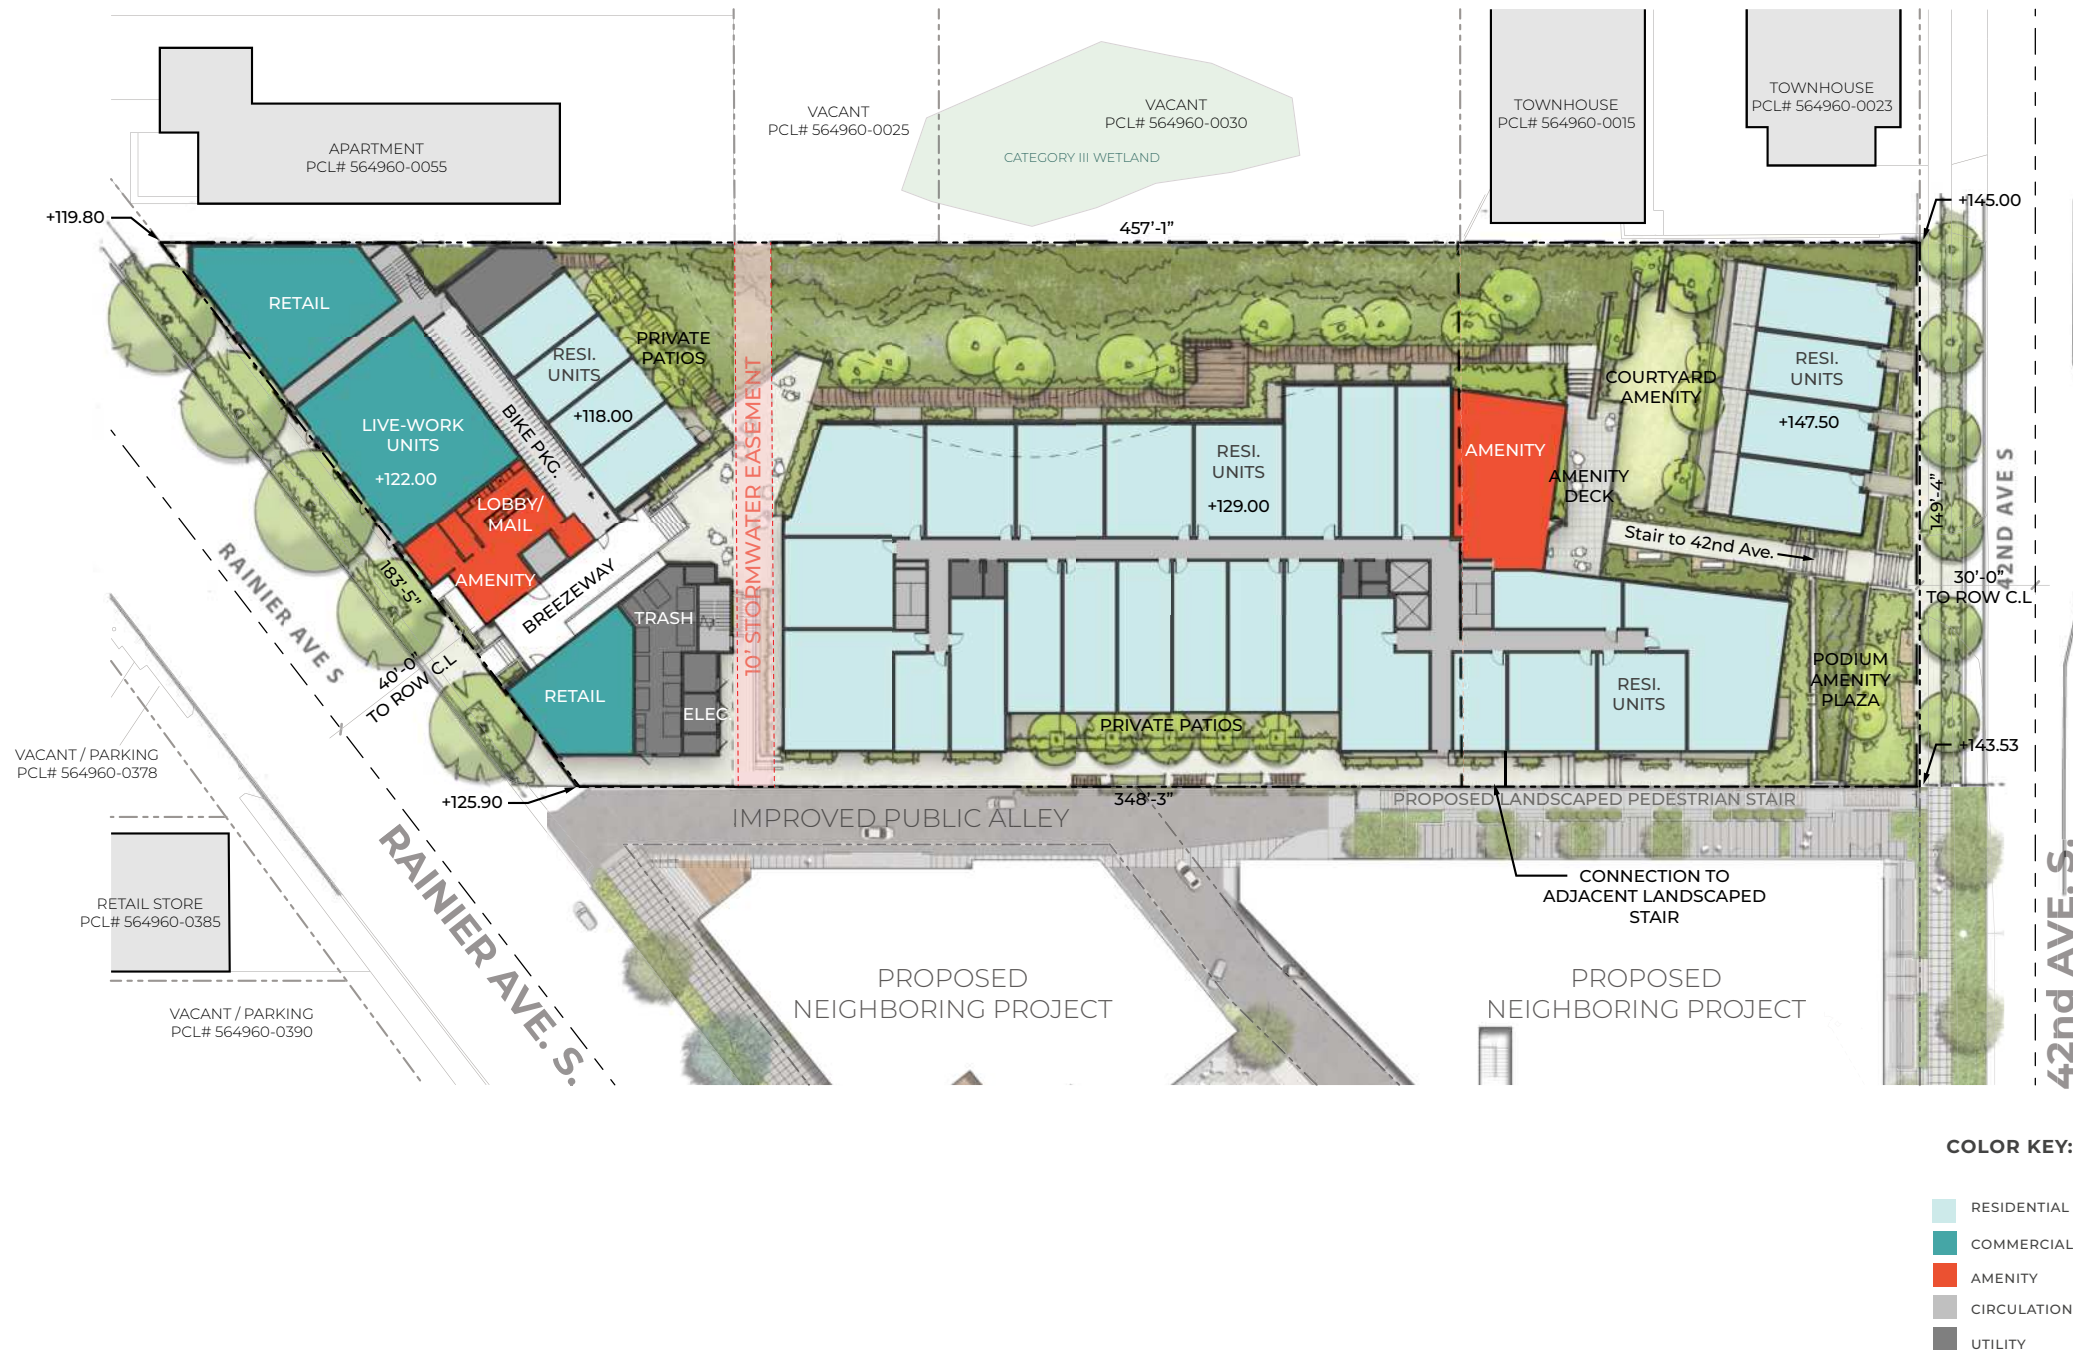 TOWNHOUSE
PCL# 564960-0023
TOWNHOUSE
PCL# 564960-0015
VACANT
PCL# 564960-0025
VACANT
PCL# 564960-0030
CATEGORY III WETLAND
APARTMENT
PCL# 564960-0055
+119.80
457'-1"
+145.00
RETAIL
PRIVATE
PATIOS
RESI.
UNITS
+118.00
LIVE-WORK
UNITS
+122.00
BIKE PKG.
LOBBY/
MAIL
AMENITY
BREEZEWAY
TRASH
RETAIL
ELEC.
10' STORMWATER EASEMENT
RESI.
UNITS
+129.00
AMENITY
AMENITY
DECK
COURTYARD
AMENITY
RESI.
UNITS
+147.50
Stair to 42nd Ave.
149'-4"
42ND AVE S
30'-0"
TO ROW C.L
PODIUM
AMENITY
PLAZA
RESI.
UNITS
PRIVATE PATIOS
+143.53
183'-5"
RAINIER AVE S
40'-0"
TO ROW C.L
VACANT / PARKING
PCL# 564960-0378
+125.90
348'-3"
IMPROVED PUBLIC ALLEY
PROPOSED LANDSCAPED PEDESTRIAN STAIR
CONNECTION TO
ADJACENT LANDSCAPED
STAIR
RETAIL STORE
PCL# 564960-0385
RAINIER AVE. S.
PROPOSED
NEIGHBORING PROJECT
PROPOSED
NEIGHBORING PROJECT
42nd AVE. S.
VACANT / PARKING
PCL# 564960-0390
COLOR KEY:
RESIDENTIAL
COMMERCIAL
AMENITY
CIRCULATION
UTILITY